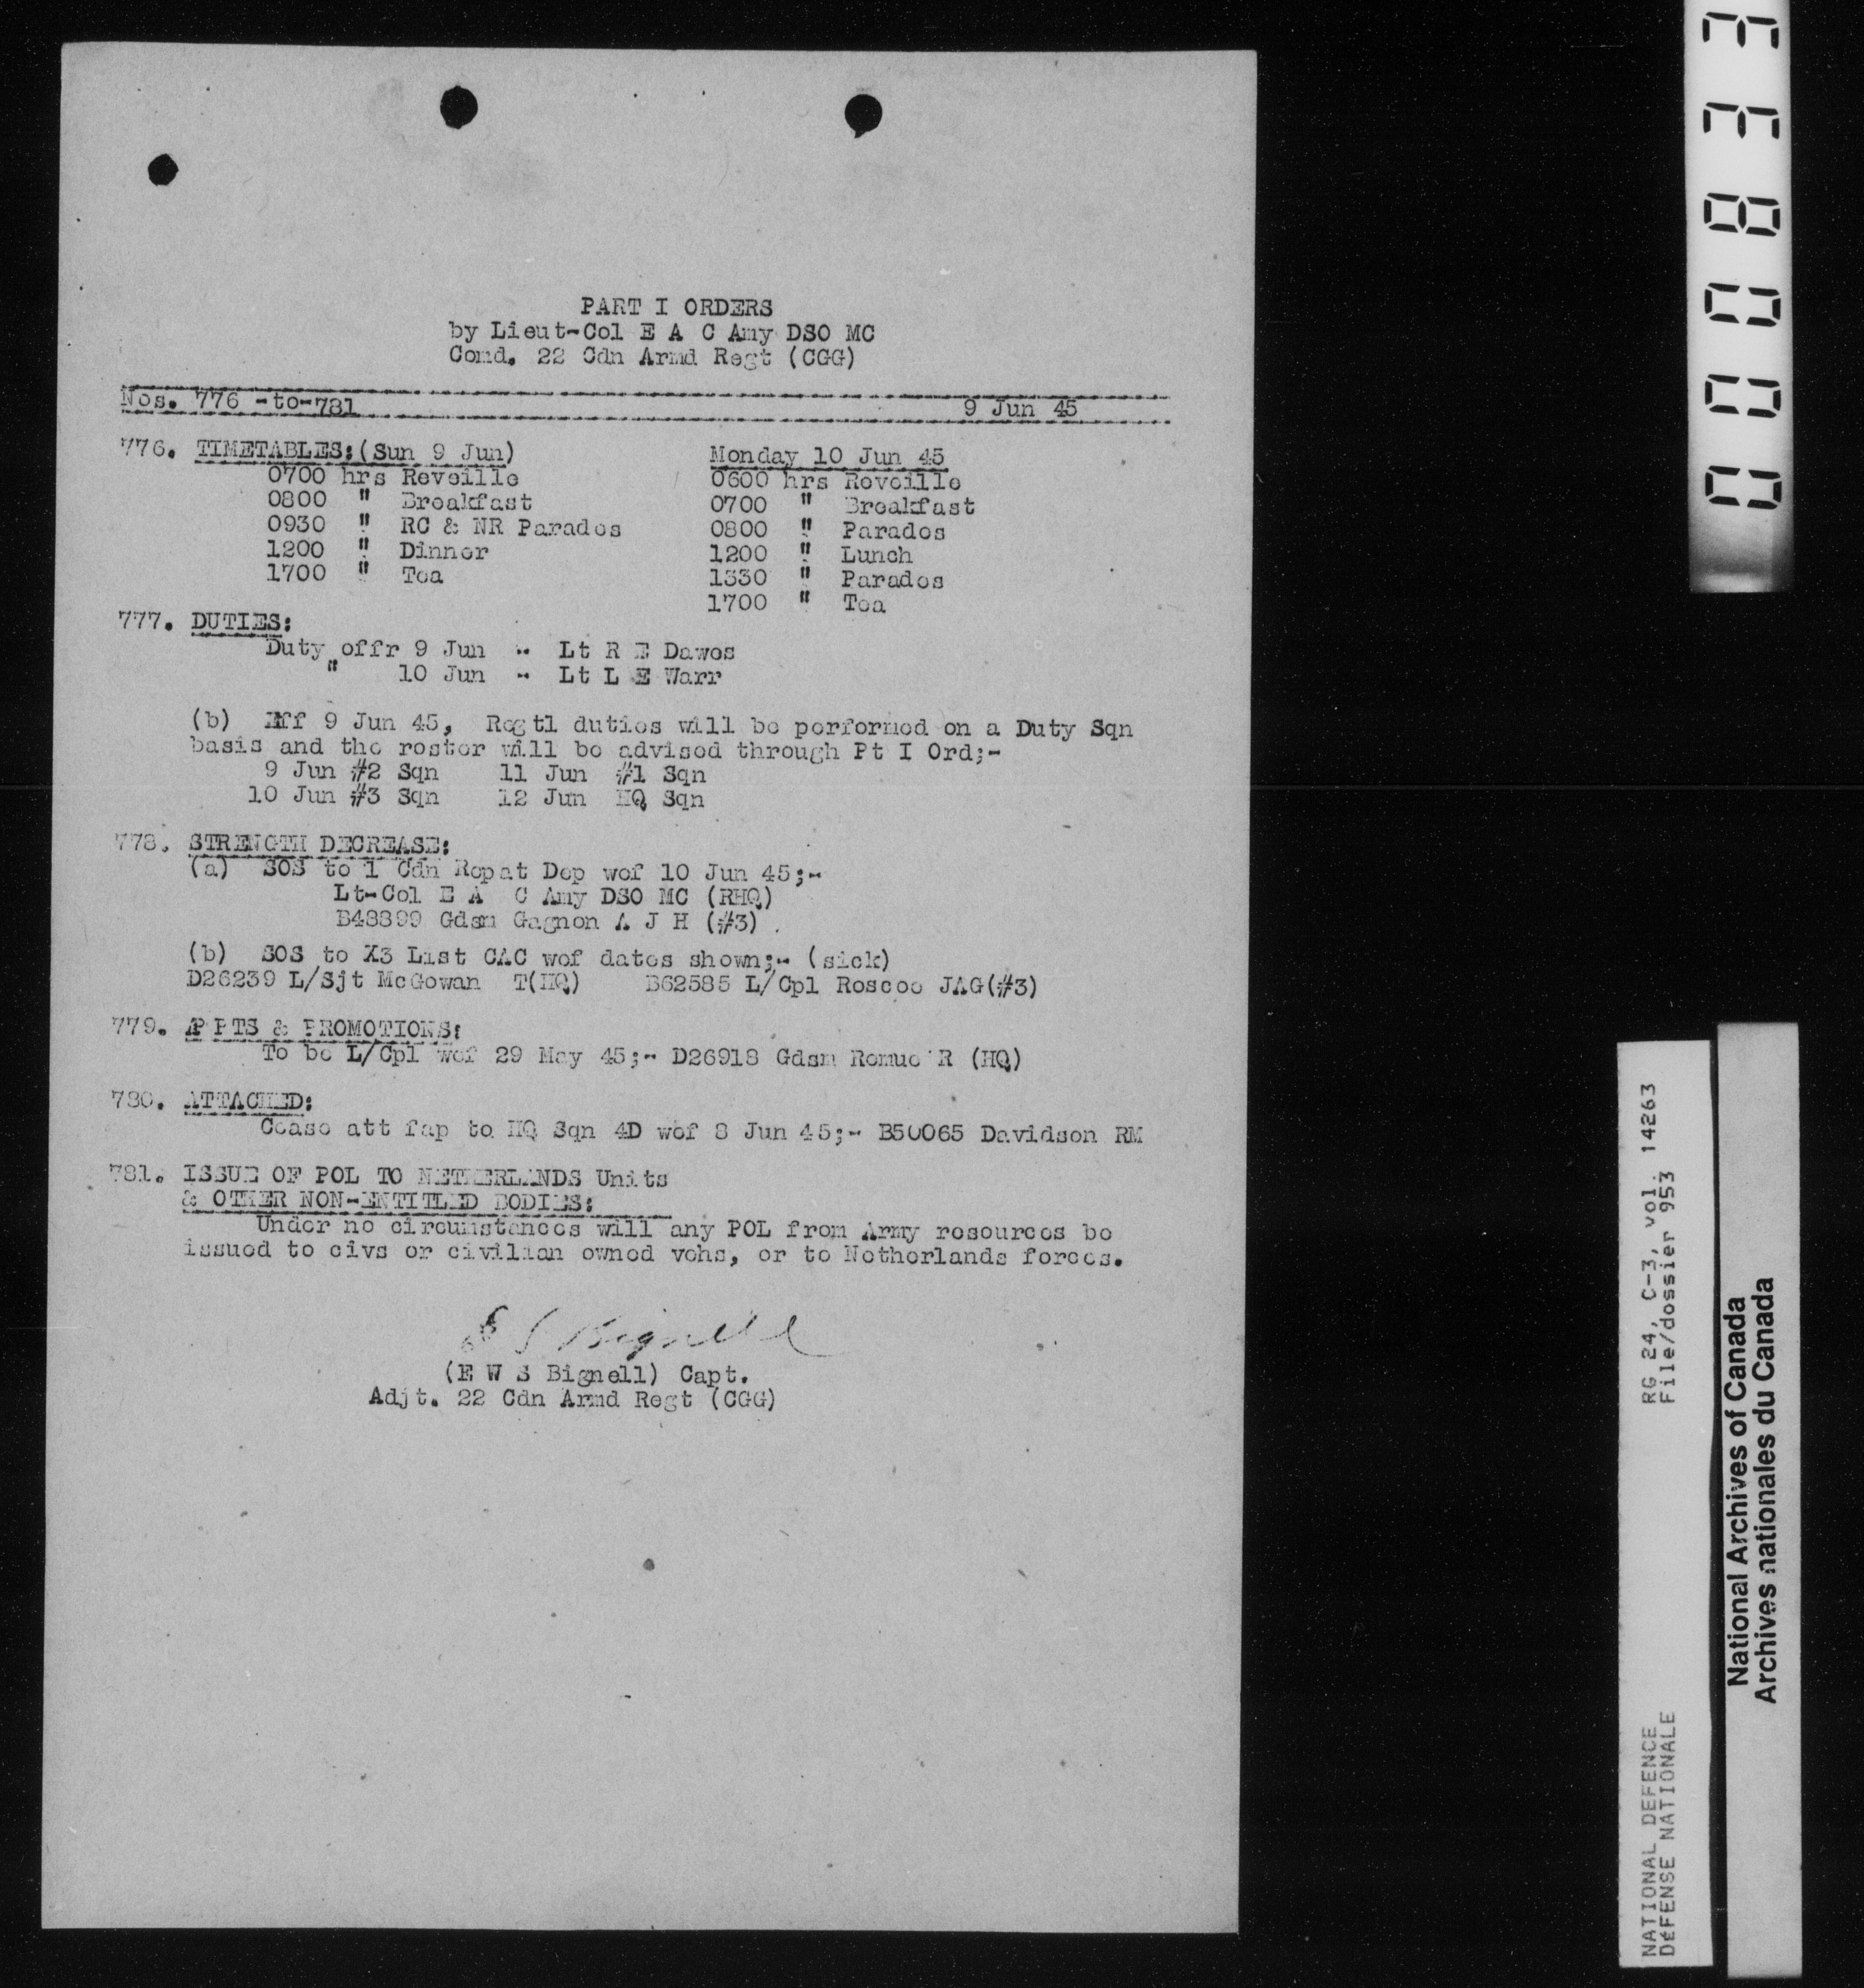 PART I ORDERS
by Lieut-Col E A C Amy DSO MC
Comd. 22 Cdn Armd Regt (CGG)
Nos. 776 -to-781 9 Jun 45
776. TIMETABLES:(Sun 9 Jun) Monday 10 Jun 45
0700 hrs Reveille 0600 hrs Reveille
0800 " Breakfast 0700 " Breakfast
0930 " RC & NR Parades 0800 " Parades
1200 " Dinner 1200 " Lunch
1700 " Tea 1330 " Parades
1700 " Tea
777. DUTIES:
Duty offr 9 Jun - Lt R E Dawes
" 10 Jun - Lt L E Warr
(b) Eff 9 Jun 45, Regtl duties will be performed on a Duty Sqn
basis and the roster will be advised through Pt I Ord;-
9 Jun #2 Sqn 11 Jun #1 Sqn
10 Jun #3 Sqn 12 Jun HQ Sqn
778. STRENGTH DECREASE:
(a) SOS to 1 Cdn Repat Dep wef 10 Jun 45;-
Lt-Col E A C Amy DSO MC (RHQ)
B48899 Gdsm Gagnon A J H (#3) .
(b) SOS to X3 List CAC wef dates shown;- (sick)
D26239 L/Sjt McGowan T(HQ) B62585 L/Cpl Roscoe JAG(#3)
779. APPTS & PROMOTIONS:
To be L/Cpl wef 29 May 45;- D26918 Gdsm Romue R (HQ)
780. ATTACHED:
Cease att fap to HQ Sqn 4D wef 8 Jun 45;- B50065 Davidson RM
781. ISSUE OF POL TO NETHERLANDS Units
& OTHER NON-ENTITLED BODIES:
Under no circumstances will any POL from Army resources be
issued to civs or civilian owned vehs, or to Netherlands forces.
E S Bignell
(E W S Bignell) Capt.
Adjt. 22 Cdn Armd Regt (CGG)
000833
NATIONAL DEFENCE RG 24, C-3, vol. 14263
DÉFENSE NATIONALE File/dossier 953
National Archives of Canada
Archives nationales du Canada